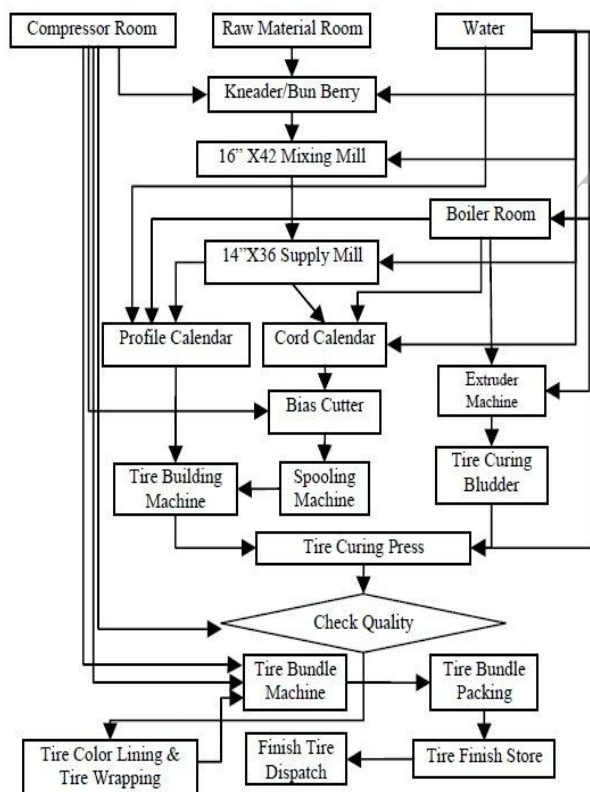 Compressor Room
Raw Material Room
Water
Kneader/Bun Berry
16” X42 Mixing Mill
Boiler Room
14”X36 Supply Mill
Profile Calendar
Cord Calendar
Extruder
Machine
Bias Cutter
Tire Building
Machine
Spooling
Machine
Tire Curing
Bludder
Tire Curing Press
Check Quality
Tire Bundle
Machine
Tire Bundle
Packing
Tire Color Lining &
Tire Wrapping
Finish Tire
Dispatch
Tire Finish Store